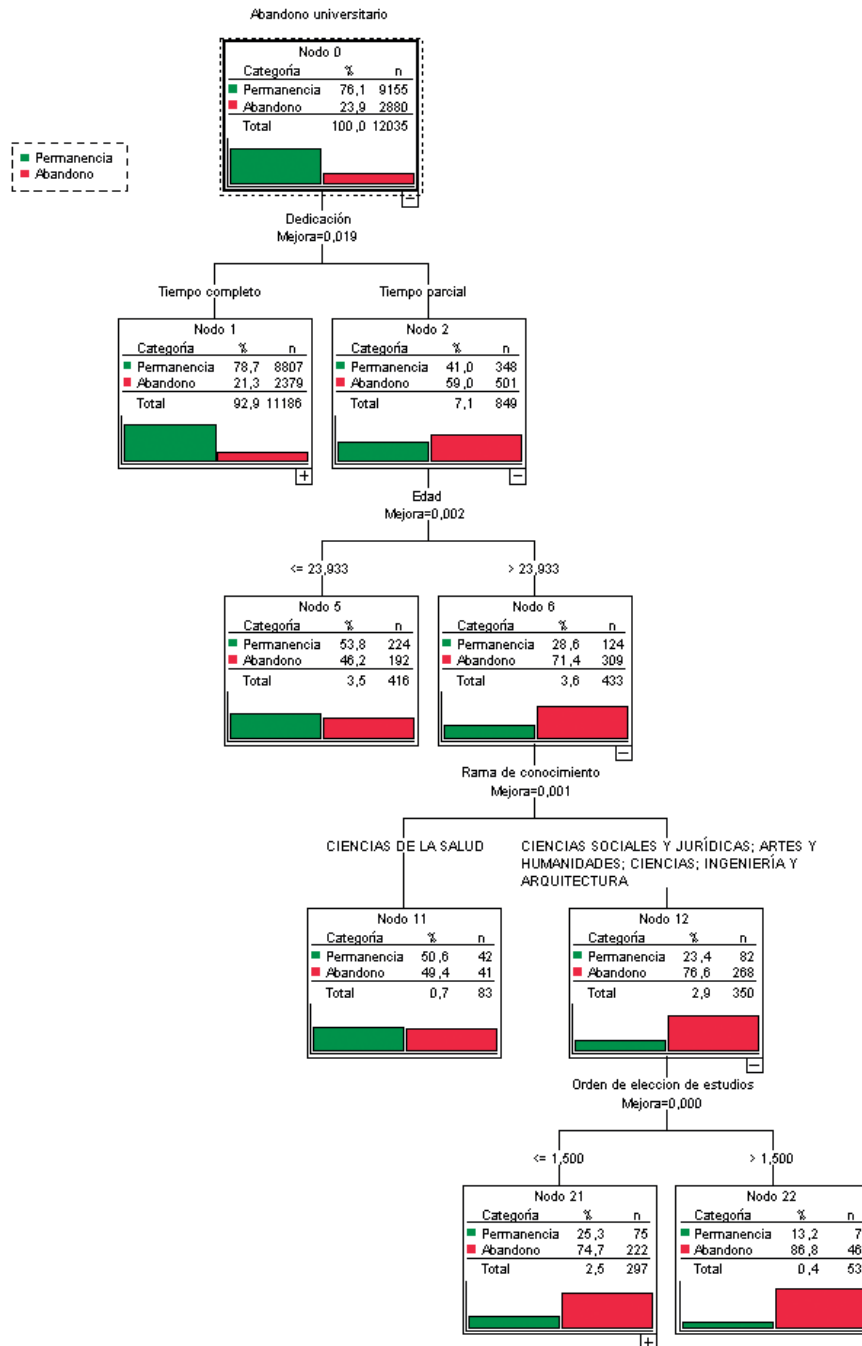 Abandono universitario
Nodo 0
Categoría % n
Permanencia 76,1 9155
Abandono 23,9 2880
Total 100,0 12035
Permanencia
Abandono
Dedicación
Mejora=0,019
Tiempo completo Tiempo parcial
Nodo 1
Categoría % n
Permanencia 78,7 8807
Abandono 21,3 2379
Total 92,9 11186
Nodo 2
Categoría % n
Permanencia 41,0 348
Abandono 59,0 501
Total 7,1 849
Edad
Mejora=0,002
<= 23,933 > 23,933
Nodo 5
Categoría % n
Permanencia 53,8 224
Abandono 46,2 192
Total 3,5 416
Nodo 6
Categoría % n
Permanencia 28,6 124
Abandono 71,4 309
Total 3,6 433
Rama de conocimiento
Mejora=0,001
CIENCIAS DE LA SALUD
CIENCIAS SOCIALES Y JURÍDICAS; ARTES Y
HUMANIDADES; CIENCIAS; INGENIERÍA Y
ARQUITECTURA
Nodo 11
Categoría % n
Permanencia 50,6 42
Abandono 49,4 41
Total 0,7 83
Nodo 12
Categoría % n
Permanencia 23,4 82
Abandono 76,6 268
Total 2,9 350
Orden de eleccion de estudios
Mejora=0,000
<= 1,500 > 1,500
Nodo 21
Categoría % n
Permanencia 25,3 75
Abandono 74,7 222
Total 2,5 297
Nodo 22
Categoría % n
Permanencia 13,2 7
Abandono 86,8 46
Total 0,4 53